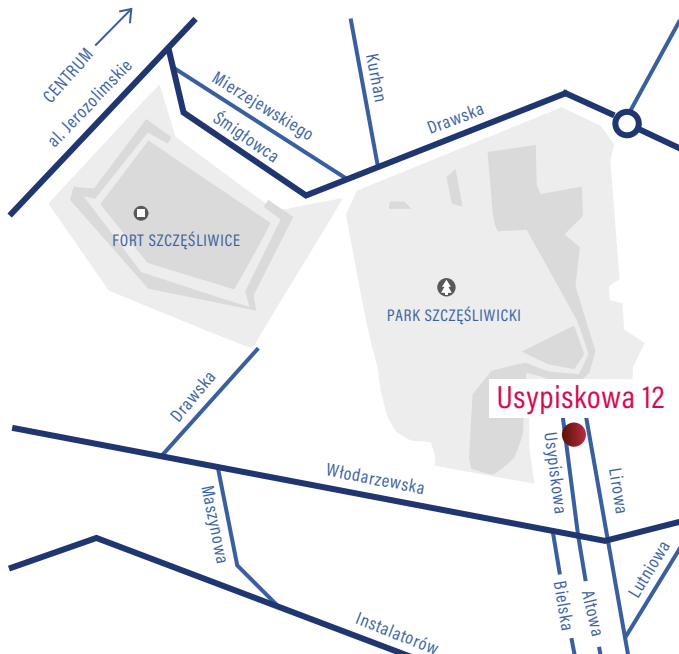 CENTRUM
al. Jerozolimskie
Mierzejewskiego
Śmigłowca
Kurhan
Drawska
FORT SZCZĘŚLIWICE
PARK SZCZĘŚLIWICKI
Drawska
Usypiskowa 12
Usypiskowa
Lirowa
Włodarzewska
Maszynowa
Bielska
Altowa
Lutniowa
Instalatorów